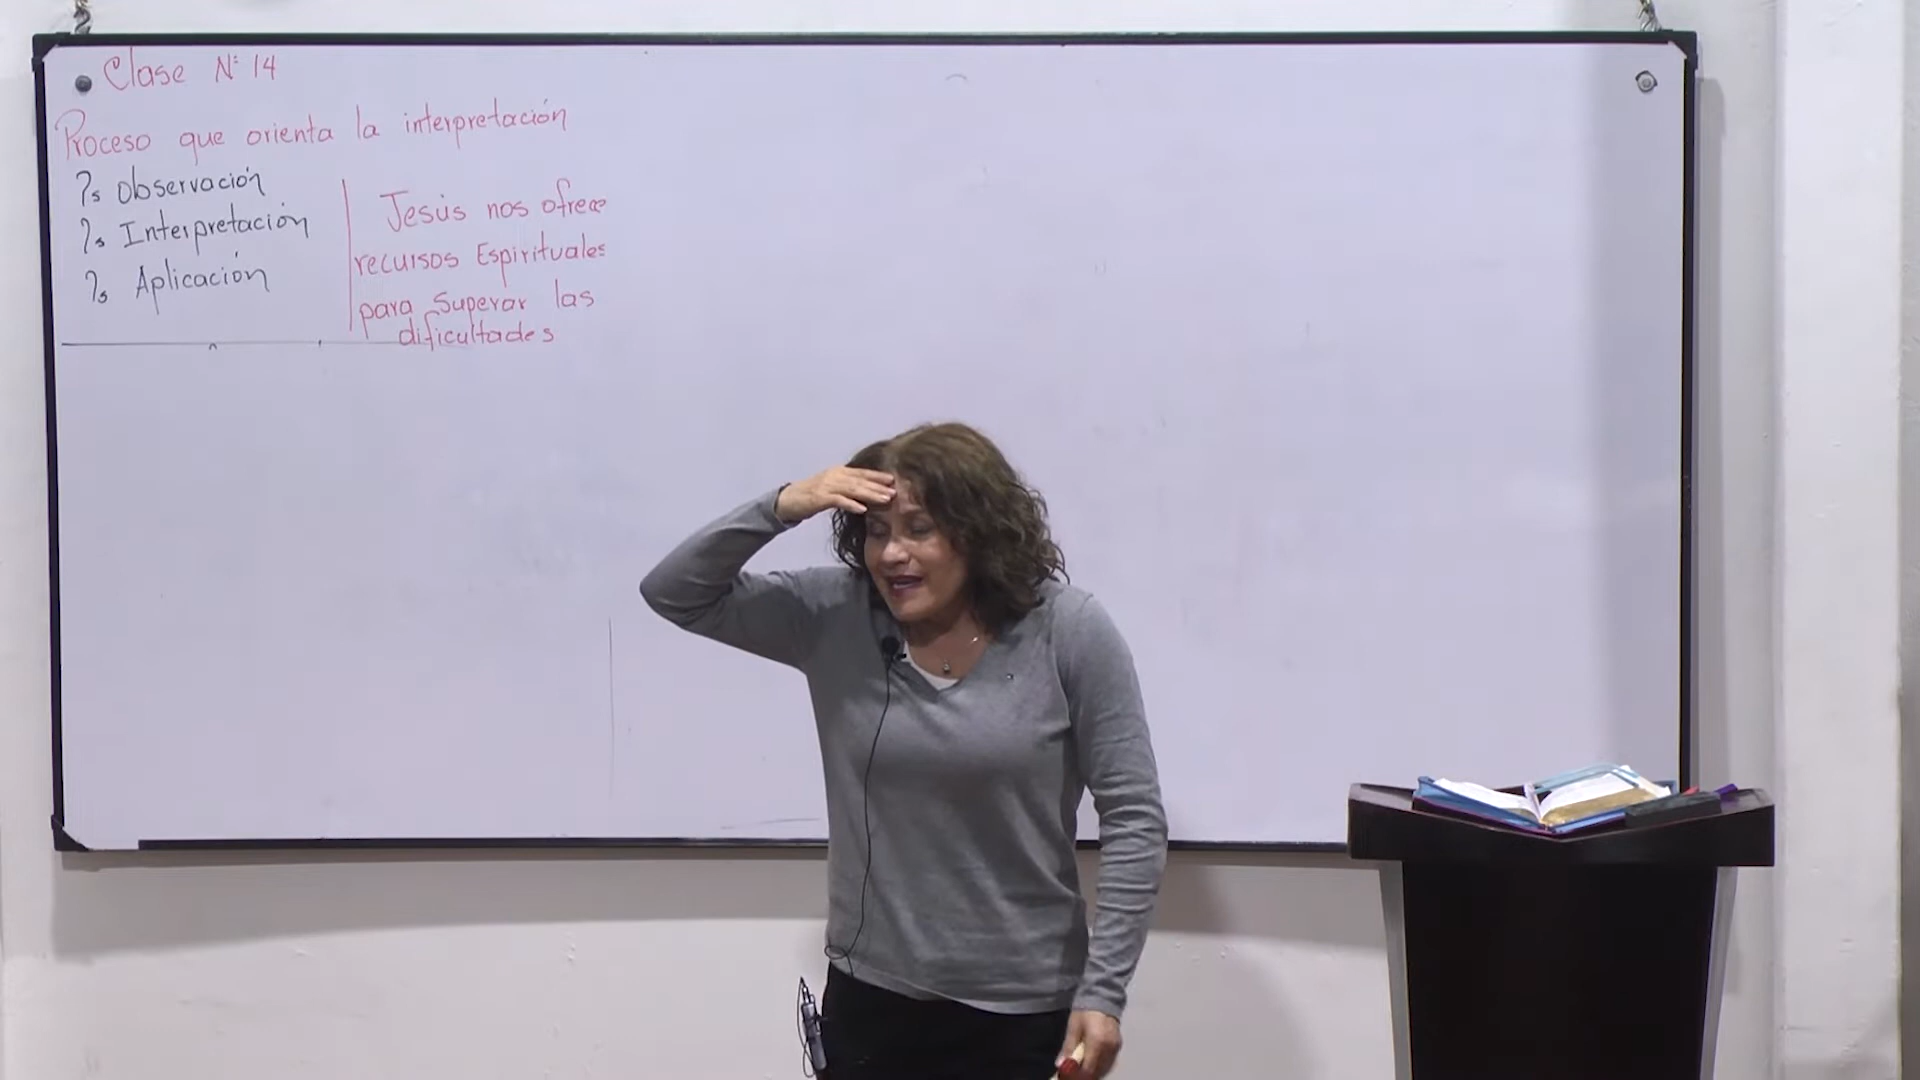 Clase N° 14
Proceso que orienta la interpretación
?s Observación
?s Interpretación
?s Aplicación
Jesús nos ofrece
recursos Espirituales
para Superar las
dificultades